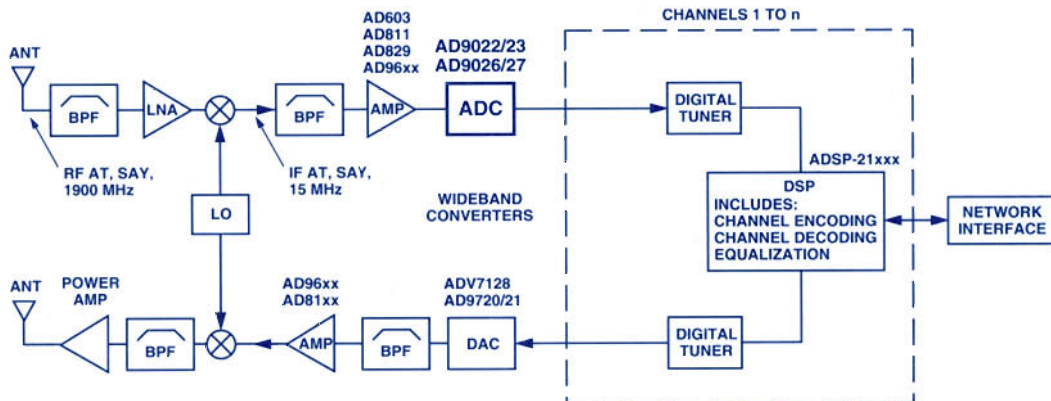 CHANNELS 1 TO n
AD603
AD811
AD829
AD96xx
AD9022/23
AD9026/27
ANT
BPF
LNA
BPF
AMP
ADC
DIGITAL
TUNER
RF AT, SAY,
1900 MHz
IF AT, SAY,
15 MHz
LO
WIDEBAND
CONVERTERS
ADSP-21xxx
DSP
INCLUDES:
CHANNEL ENCODING
CHANNEL DECODING
EQUALIZATION
NETWORK
INTERFACE
ANT
POWER
AMP
BPF
AD96xx
AD81xx
AMP
BPF
ADV7128
AD9720/21
DAC
DIGITAL
TUNER